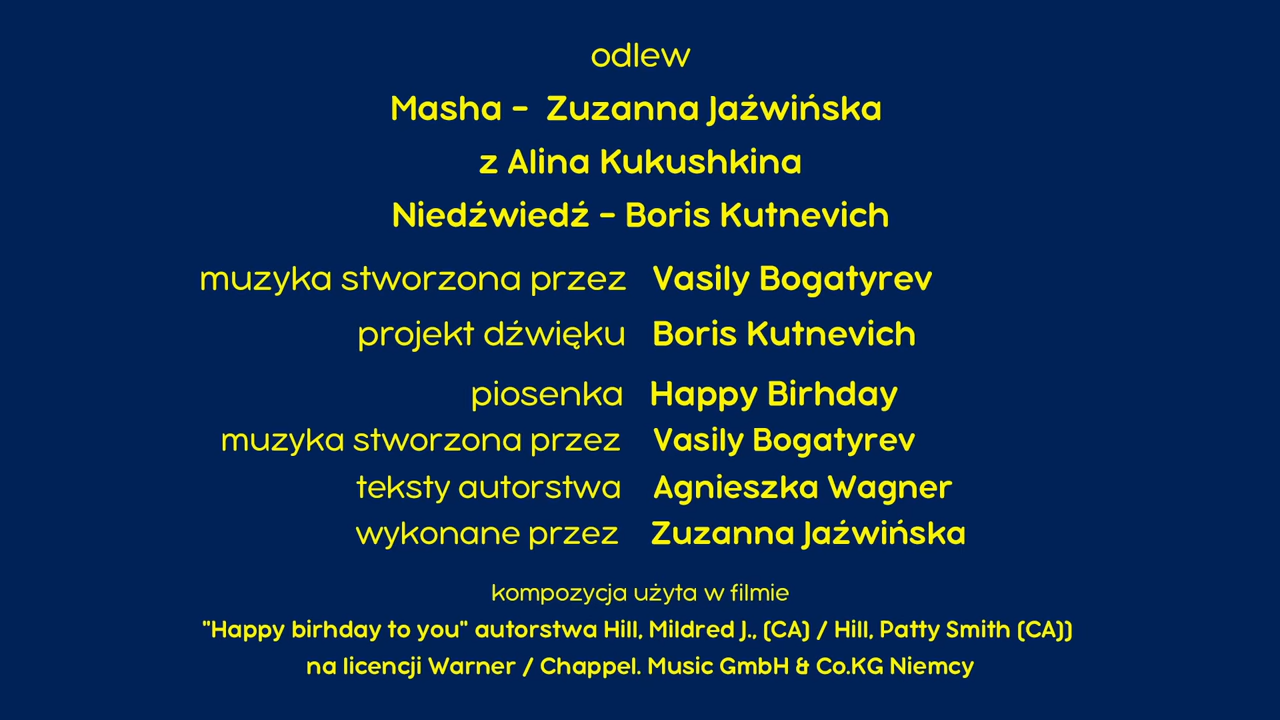 odlew
Masha - Zuzanna Jaźwińska
z Alina Kukushkina
Niedźwiedź - Boris Kutnevich
muzyka stworzona przez Vasily Bogatyrev
projekt dźwięku Boris Kutnevich
piosenka Happy Birhday
muzyka stworzona przez Vasily Bogatyrev
teksty autorstwa Agnieszka Wagner
wykonane przez Zuzanna Jaźwińska
kompozycja użyta w filmie
"Happy birhday to you" autorstwa Hill, Mildred J., (CA) / Hill, Patty Smith (CA))
na licencji Warner / Chappel. Music GmbH & Co.KG Niemcy